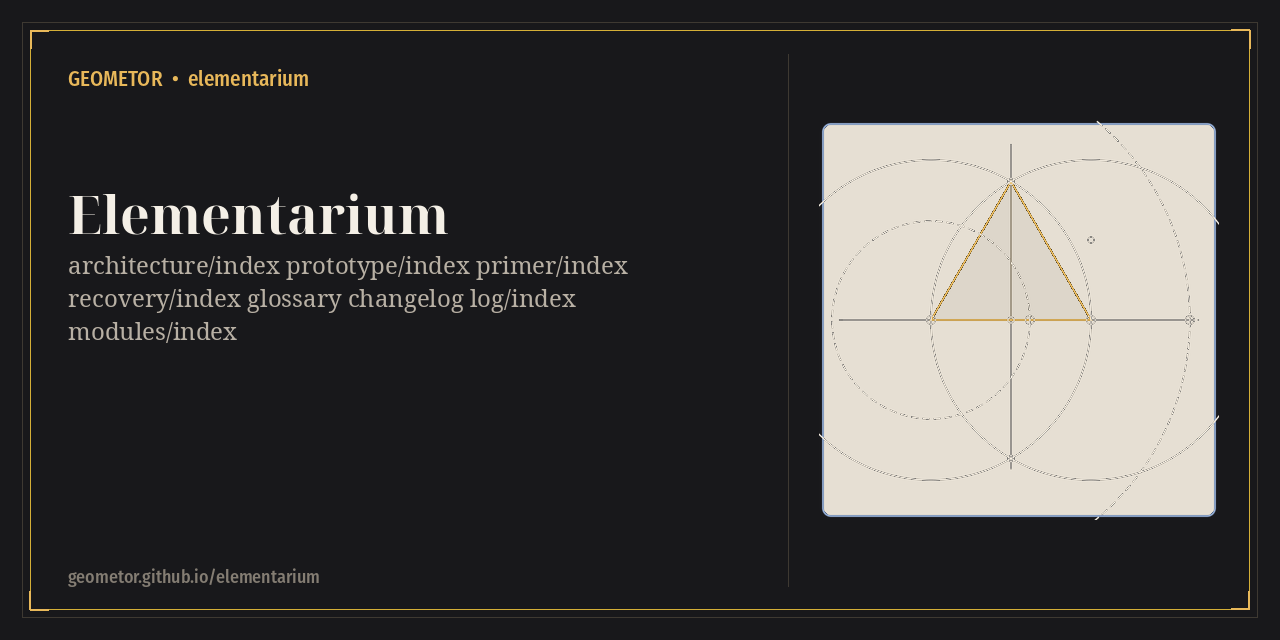 GEOMETOR • elementarium
Elementarium
architecture/index prototype/index primer/index
recovery/index glossary changelog log/index
modules/index
geometor.github.io/elementarium